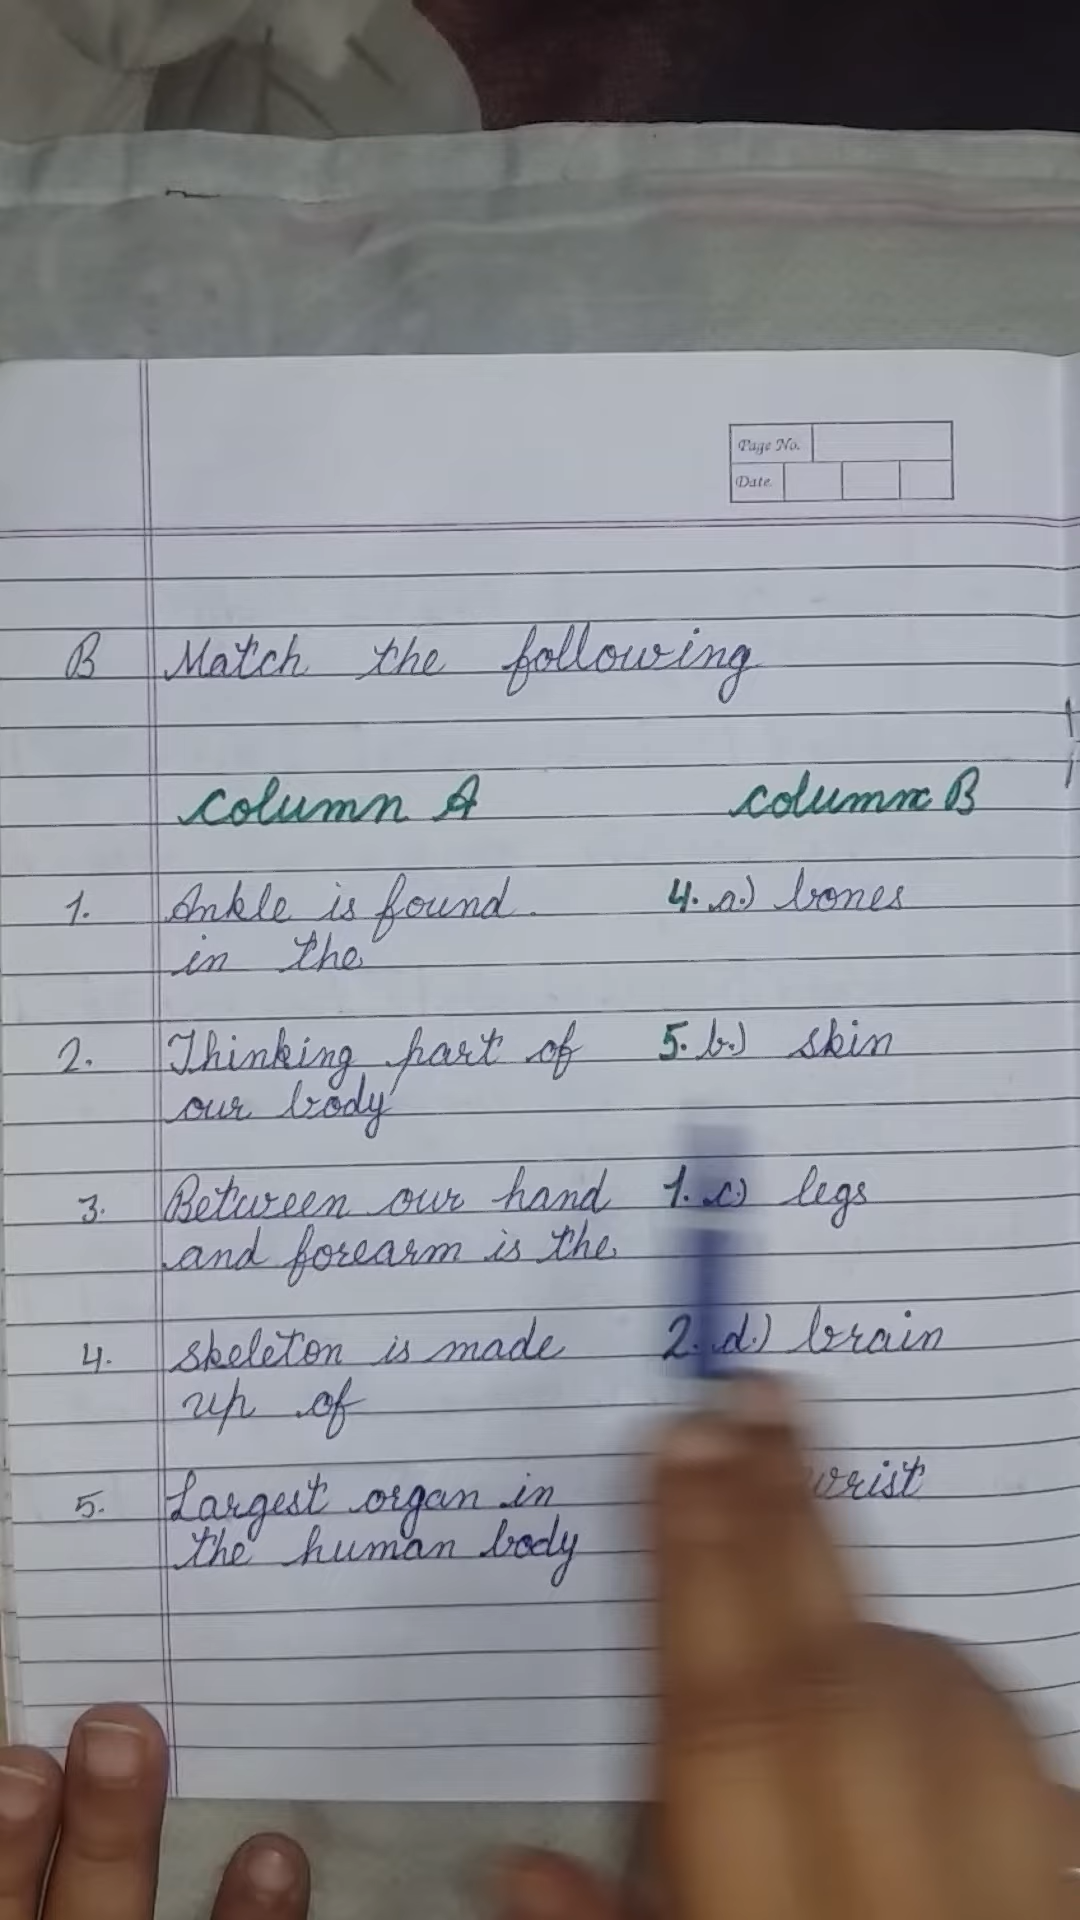 Page No.
Date
B Match the following
column A column B
1. Ankle is found 4. a.) bones
in the
2. Thinking part of 5. b.) skin
our body
3. Between our hand 1. c.) legs
and forearm is the
4. skeleton is made 2. d.) brain
up of
5. Largest organ in wrist
the human body